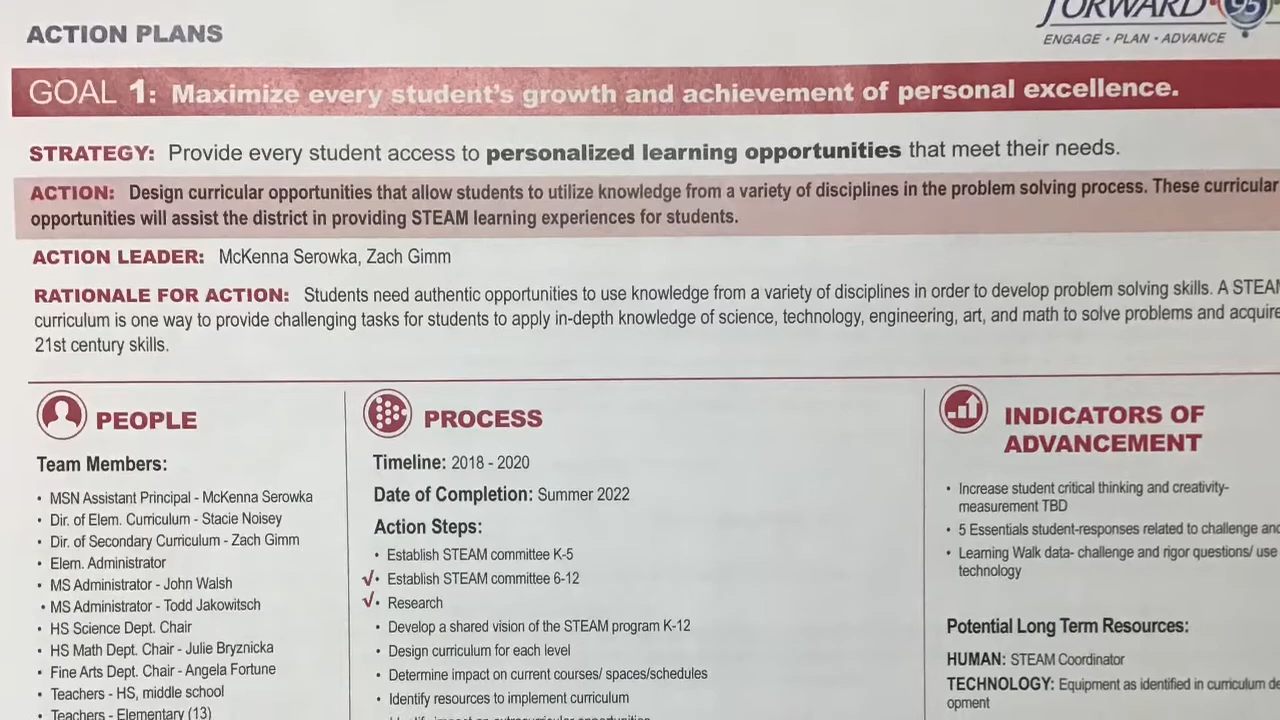 ACTION PLANS
FORWARD 95
ENGAGE • PLAN • ADVANCE
GOAL 1: Maximize every student's growth and achievement of personal excellence.
STRATEGY: Provide every student access to personalized learning opportunities that meet their needs.
ACTION: Design curricular opportunities that allow students to utilize knowledge from a variety of disciplines in the problem solving process. These curricular
opportunities will assist the district in providing STEAM learning experiences for students.
ACTION LEADER: McKenna Serowka, Zach Gimm
RATIONALE FOR ACTION: Students need authentic opportunities to use knowledge from a variety of disciplines in order to develop problem solving skills. A STEAM
curriculum is one way to provide challenging tasks for students to apply in-depth knowledge of science, technology, engineering, art, and math to solve problems and acquire
21st century skills.
PEOPLE
Team Members:
• MSN Assistant Principal - McKenna Serowka
• Dir. of Elem. Curriculum - Stacie Noisey
• Dir. of Secondary Curriculum - Zach Gimm
• Elem. Administrator
• MS Administrator - John Walsh
• MS Administrator - Todd Jakowitsch
• HS Science Dept. Chair
• HS Math Dept. Chair - Julie Bryznicka
• Fine Arts Dept. Chair - Angela Fortune
• Teachers - HS, middle school
• Teachers - Elementary (13)
PROCESS
Timeline: 2018 - 2020
Date of Completion: Summer 2022
Action Steps:
• Establish STEAM committee K-5
√• Establish STEAM committee 6-12
√• Research
• Develop a shared vision of the STEAM program K-12
• Design curriculum for each level
• Determine impact on current courses/ spaces/schedules
• Identify resources to implement curriculum
INDICATORS OF
ADVANCEMENT
• Increase student critical thinking and creativity-
measurement TBD
• 5 Essentials student-responses related to challenge and
• Learning Walk data- challenge and rigor questions/ use
technology
Potential Long Term Resources:
HUMAN: STEAM Coordinator
TECHNOLOGY: Equipment as identified in curriculum de
opment